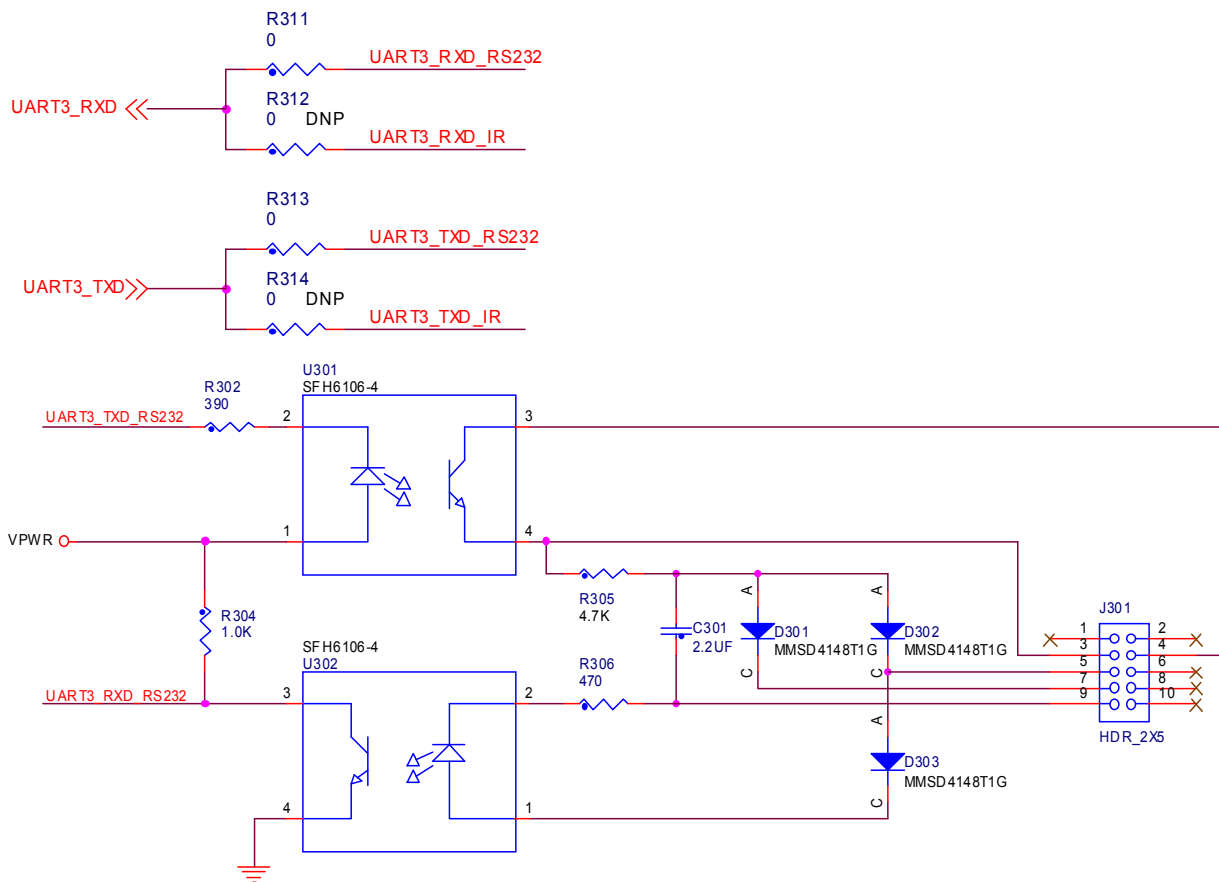 R311
0
UART3_RXD_RS232
UART3_RXD
R312
0 DNP
UART3_RXD_IR
R313
0
UART3_TXD_RS232
UART3_TXD
R314
0 DNP
UART3_TXD_IR
U301
SFH6106-4
R302
390
UART3_TXD_RS232
2
3
VPWR
1
4
R304
1.0K
R305
4.7K
C301
2.2UF
A
D301
MMSD4148T1G
C
A
D302
MMSD4148T1G
C
J301
1 2
3 4
5 6
7 8
9 10
HDR_2X5
SFH6106-4
U302
UART3_RXD_RS232
3
2
R306
470
A
D303
MMSD4148T1G
C
4
1